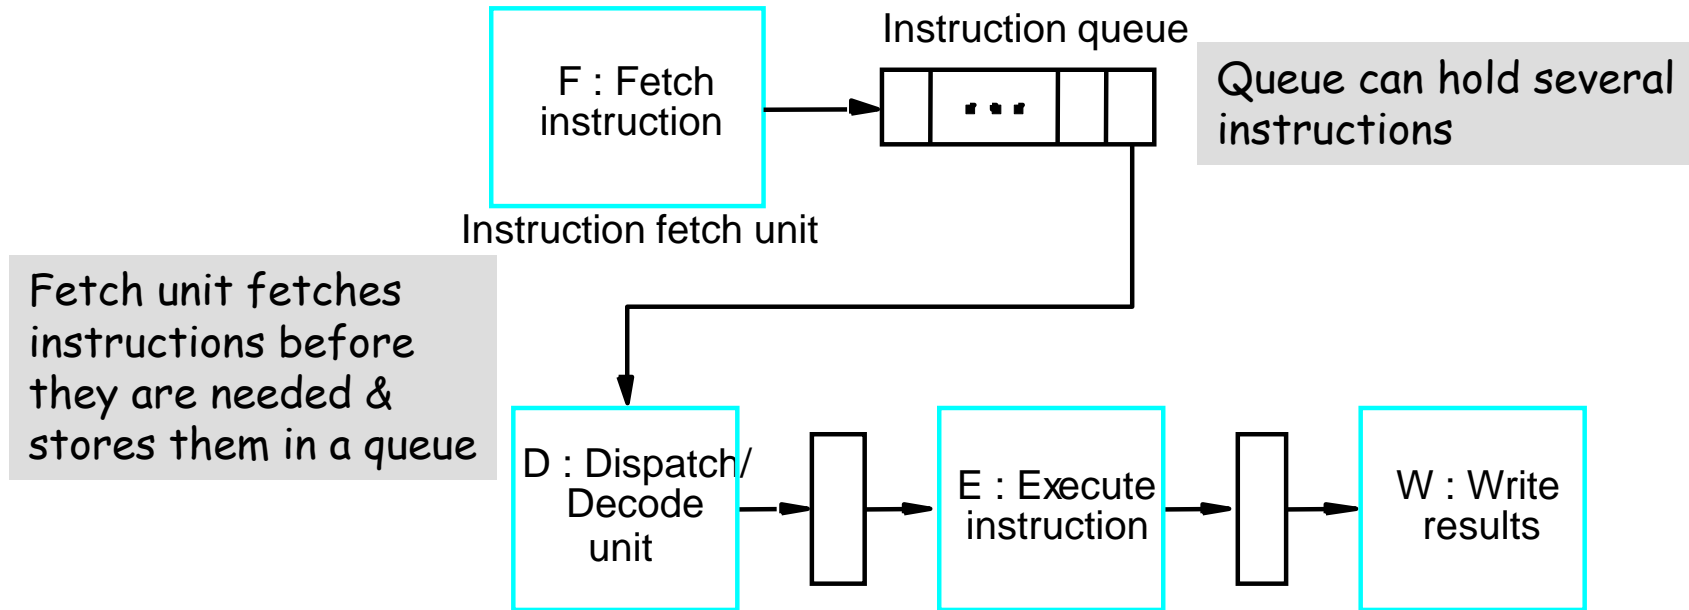 Instruction queue
F : Fetch
instruction
Queue can hold several
instructions
Instruction fetch unit
Fetch unit fetches
instructions before
they are needed &
stores them in a queue
D : Dispatch/
Decode
unit
E : Execute
instruction
W : Write
results